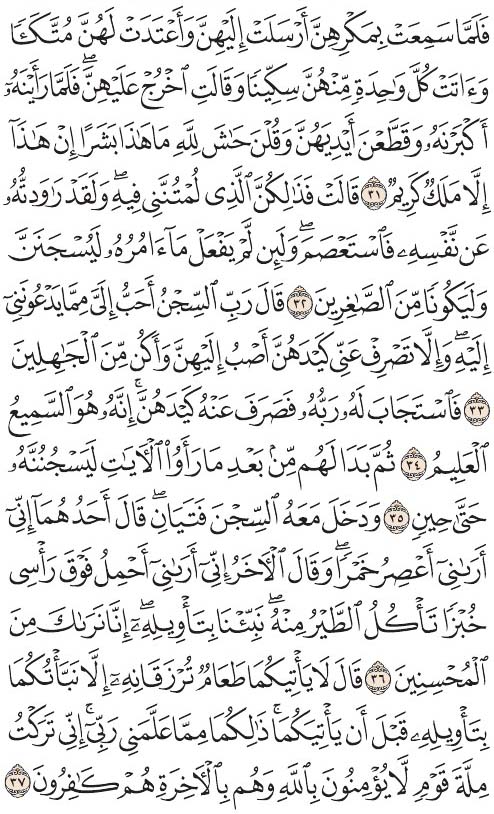 فَلَمَّا سَمِعَتْ بِمَكْرِهِنَّ أَرْسَلَتْ إِلَيْهِنَّ وَأَعْتَدَتْ لَهُنَّ مُتَّكَـًٔا
وَءَاتَتْ كُلَّ وَٰحِدَةٍ مِّنْهُنَّ سِكِّينًا وَقَالَتِ ٱخْرُجْ عَلَيْهِنَّ ۖ فَلَمَّا رَأَيْنَهُۥٓ
أَكْبَرْنَهُۥ وَقَطَّعْنَ أَيْدِيَهُنَّ وَقُلْنَ حَٰشَ لِلَّهِ مَا هَٰذَا بَشَرًا إِنْ هَٰذَآ
إِلَّا مَلَكٌ كَرِيمٌ ٣١ قَالَتْ فَذَٰلِكُنَّ ٱلَّذِى لُمْتُنَّنِى فِيهِ ۖ وَلَقَدْ رَٰوَدتُّهُۥ
عَن نَّفْسِهِۦ فَٱسْتَعْصَمَ ۖ وَلَئِن لَّمْ يَفْعَلْ مَآ ءَامُرُهُۥ لَيُسْجَنَنَّ
وَلَيَكُونًا مِّنَ ٱلصَّٰغِرِينَ ٣٢ قَالَ رَبِّ ٱلسِّجْنُ أَحَبُّ إِلَىَّ مِمَّا يَدْعُونَنِىٓ
إِلَيْهِ ۖ وَإِلَّا تَصْرِفْ عَنِّى كَيْدَهُنَّ أَصْبُ إِلَيْهِنَّ وَأَكُن مِّنَ ٱلْجَٰهِلِينَ
٣٣ فَٱسْتَجَابَ لَهُۥ رَبُّهُۥ فَصَرَفَ عَنْهُ كَيْدَهُنَّ ۚ إِنَّهُۥ هُوَ ٱلسَّمِيعُ
ٱلْعَلِيمُ ٣٤ ثُمَّ بَدَا لَهُم مِّنۢ بَعْدِ مَا رَأَوُا۟ ٱلْـَٔايَٰتِ لَيَسْجُنُنَّهُۥ
حَتَّىٰ حِينٍ ٣٥ وَدَخَلَ مَعَهُ ٱلسِّجْنَ فَتَيَانِ ۖ قَالَ أَحَدُهُمَآ إِنِّىٓ
أَرَىٰنِىٓ أَعْصِرُ خَمْرًا ۖ وَقَالَ ٱلْـَٔاخَرُ إِنِّىٓ أَرَىٰنِىٓ أَحْمِلُ فَوْقَ رَأْسِى
خُبْزًا تَأْكُلُ ٱلطَّيْرُ مِنْهُ ۖ نَبِّئْنَا بِتَأْوِيلِهِۦٓ ۖ إِنَّا نَرَىٰكَ مِنَ
ٱلْمُحْسِنِينَ ٣٦ قَالَ لَا يَأْتِيكُمَا طَعَامٌ تُرْزَقَانِهِۦٓ إِلَّا نَبَّأْتُكُمَا
بِتَأْوِيلِهِۦ قَبْلَ أَن يَأْتِيَكُمَا ۚ ذَٰلِكُمَا مِمَّا عَلَّمَنِى رَبِّىٓ ۚ إِنِّى تَرَكْتُ
مِلَّةَ قَوْمٍ لَّا يُؤْمِنُونَ بِٱللَّهِ وَهُم بِٱلْـَٔاخِرَةِ هُمْ كَٰفِرُونَ ٣٧